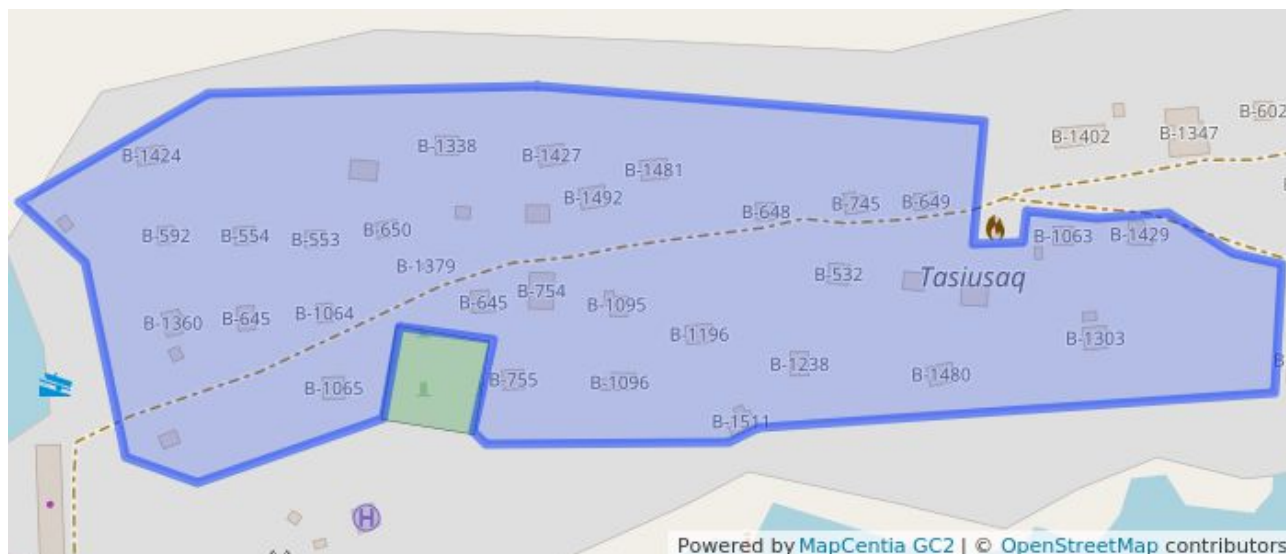 B-602
B-1402
B-1347
B-1338
B-1424
B-1427
B-1481
B-1492
B-648
B-745
B-649
B-592
B-554
B-553
B-650
B-1063
B-1429
B-1379
B-532
Tasiusaq
B-754
B-645
B-1095
B-1360
B-645
B-1064
B-1196
B-1303
B-1238
B-1480
B-1065
B-755
B-1096
B-1511
H
Powered by MapCentia GC2 | © OpenStreetMap contributors